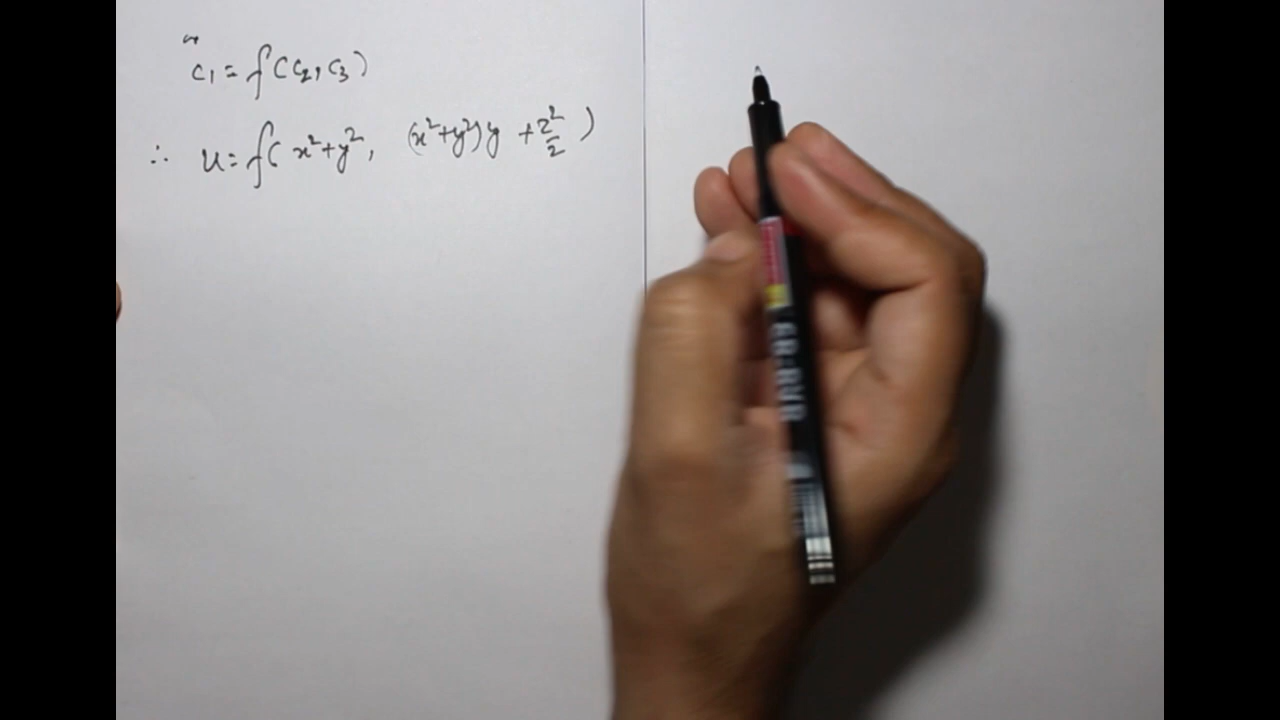 c₁ = f(c₂, c₃)
∴ u = f( x²+y², (x²+y²)y + z²/2 )